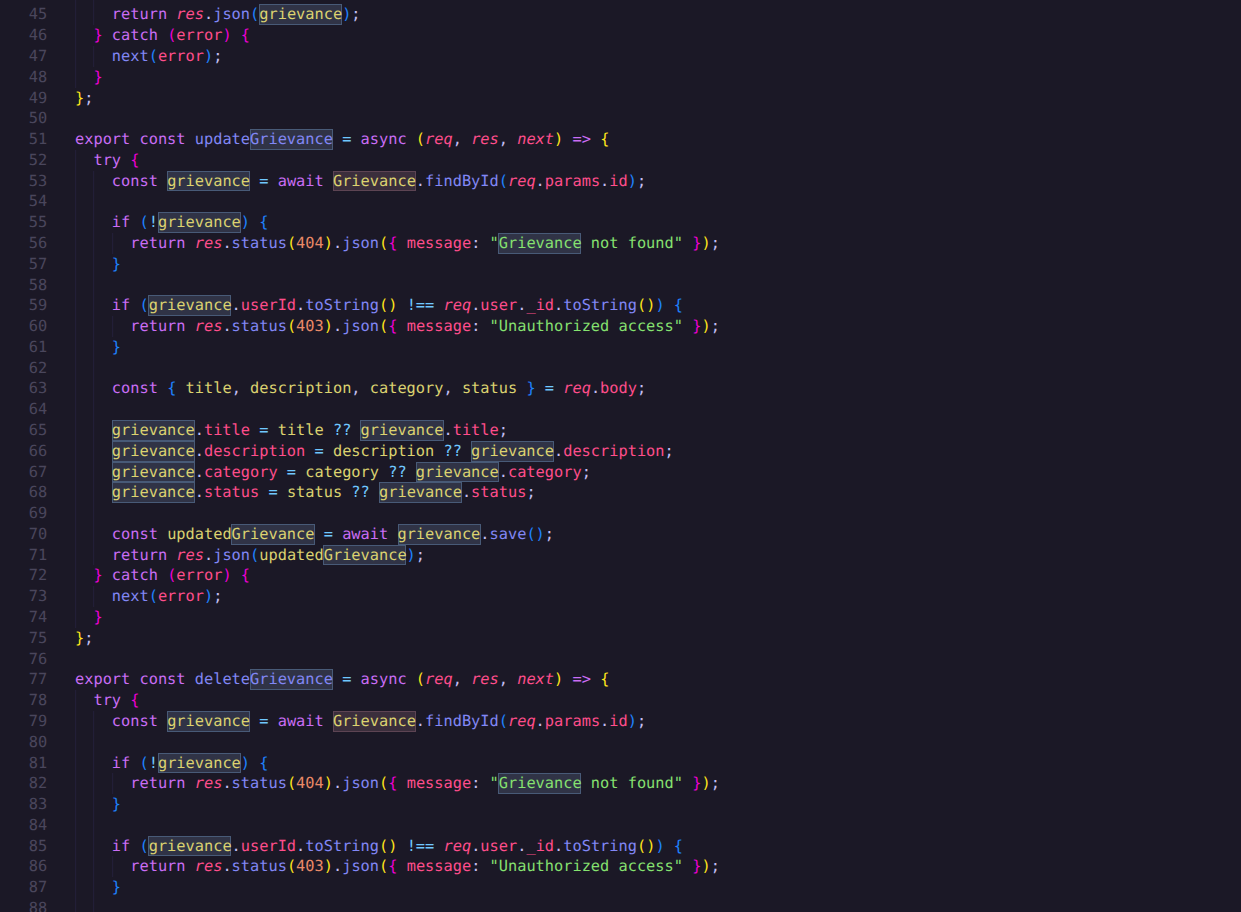 45       return res.json(grievance);
46     } catch (error) {
47       next(error);
48     }
49   };
50
51   export const updateGrievance = async (req, res, next) => {
52     try {
53       const grievance = await Grievance.findById(req.params.id);
54
55       if (!grievance) {
56         return res.status(404).json({ message: "Grievance not found" });
57       }
58
59       if (grievance.userId.toString() !== req.user._id.toString()) {
60         return res.status(403).json({ message: "Unauthorized access" });
61       }
62
63       const { title, description, category, status } = req.body;
64
65       grievance.title = title ?? grievance.title;
66       grievance.description = description ?? grievance.description;
67       grievance.category = category ?? grievance.category;
68       grievance.status = status ?? grievance.status;
69
70       const updatedGrievance = await grievance.save();
71       return res.json(updatedGrievance);
72     } catch (error) {
73       next(error);
74     }
75   };
76
77   export const deleteGrievance = async (req, res, next) => {
78     try {
79       const grievance = await Grievance.findById(req.params.id);
80
81       if (!grievance) {
82         return res.status(404).json({ message: "Grievance not found" });
83       }
84
85       if (grievance.userId.toString() !== req.user._id.toString()) {
86         return res.status(403).json({ message: "Unauthorized access" });
87       }
88